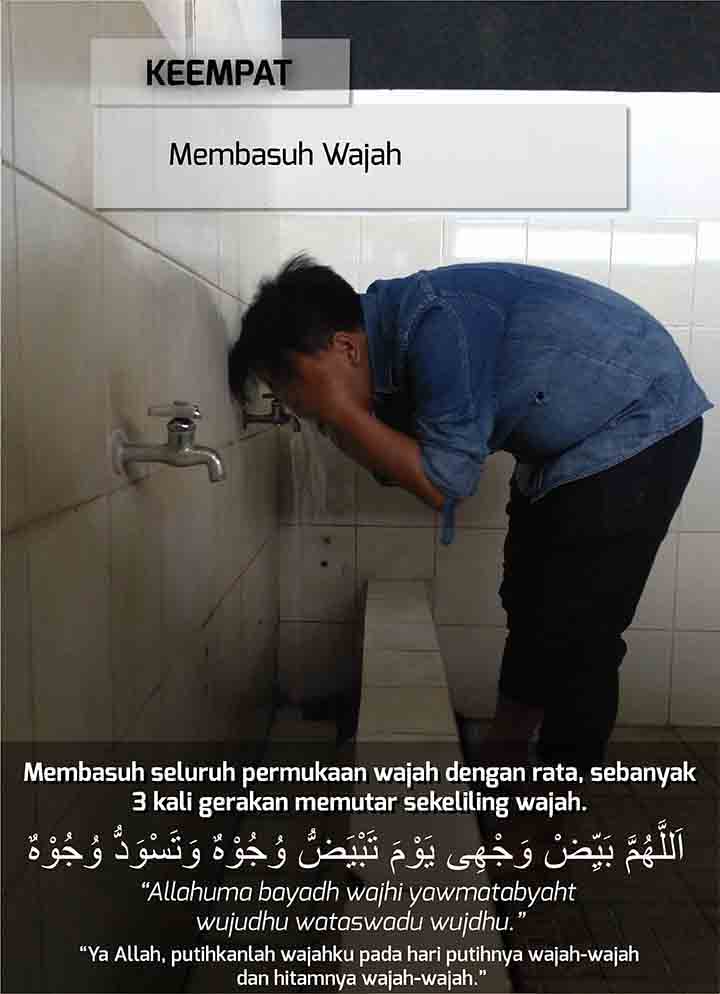 KEEMPAT
Membasuh Wajah
Membasuh seluruh permukaan wajah dengan rata, sebanyak
3 kali gerakan memutar sekeliling wajah.
اَللَّهُمَّ بَيِّضْ وَجْهِى يَوْمَ تَبْيَضُّ وُجُوْهٌ وَتَسْوَدُّ وُجُوْهٌ
“Allahuma bayadh wajhi yawmatabyaht
wujudhu wataswadu wujdhu.”
“Ya Allah, putihkanlah wajahku pada hari putihnya wajah-wajah
dan hitamnya wajah-wajah.”